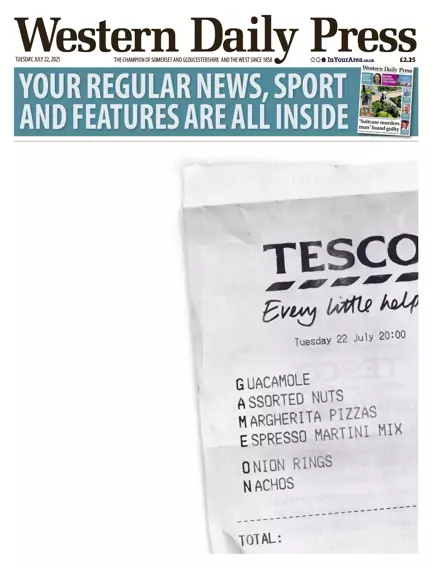 Western Daily Press
TUESDAY, JULY 22, 2025 THE CHAMPION OF SOMERSET AND GLOUCESTERSHIRE AND THE WEST SINCE 1858 InYourArea.co.uk £2.25
YOUR REGULAR NEWS, SPORT
AND FEATURES ARE ALL INSIDE
Western Daily Press
'Suitcase murders
man' found guilty
TESCO
Every little help
Tuesday 22 July 20:00
GUACAMOLE
ASSORTED NUTS
MARGHERITA PIZZAS
ESPRESSO MARTINI MIX
ONION RINGS
NACHOS
TOTAL: